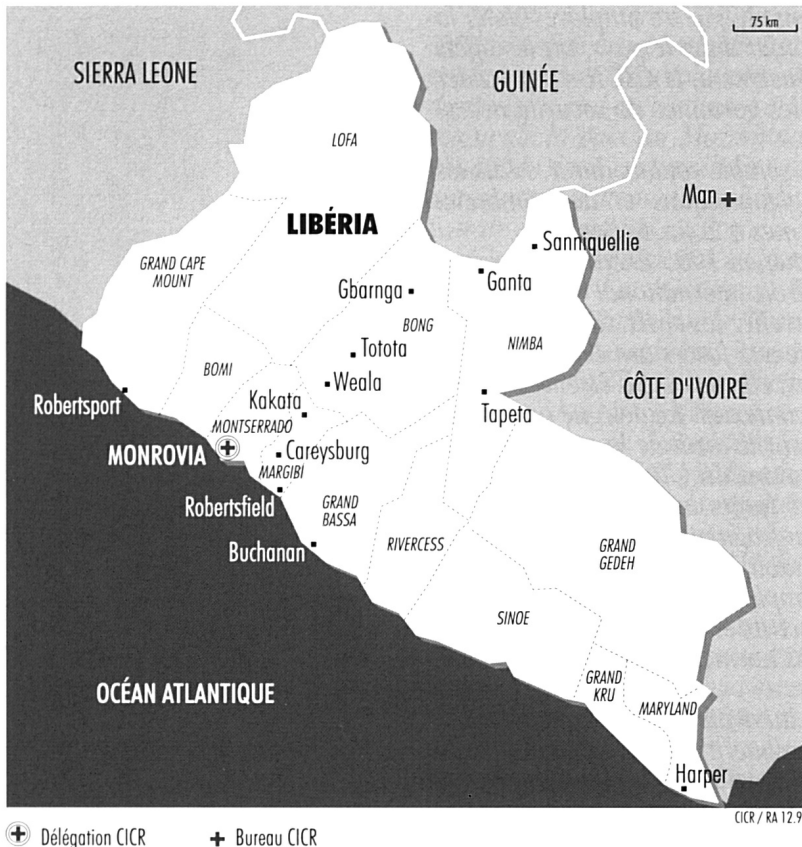 75 km
SIERRA LEONE
GUINÉE
LOFA
Man
LIBÉRIA
Sanniquellie
GRAND CAPE
MOUNT
Ganta
Gbarnga
BONG
NIMBA
Totota
BOMI
Weala
CÔTE D'IVOIRE
Robertsport
Kakata
Tapeta
MONTSERRADO
MONROVIA
Careysburg
MARGIBI
Robertsfield
GRAND
BASSA
Buchanan
RIVERCESS
GRAND
GEDEH
SINOE
OCÉAN ATLANTIQUE
GRAND
KRU
MARYLAND
Harper
CICR / RA 12.9
Délégation CICR
Bureau CICR